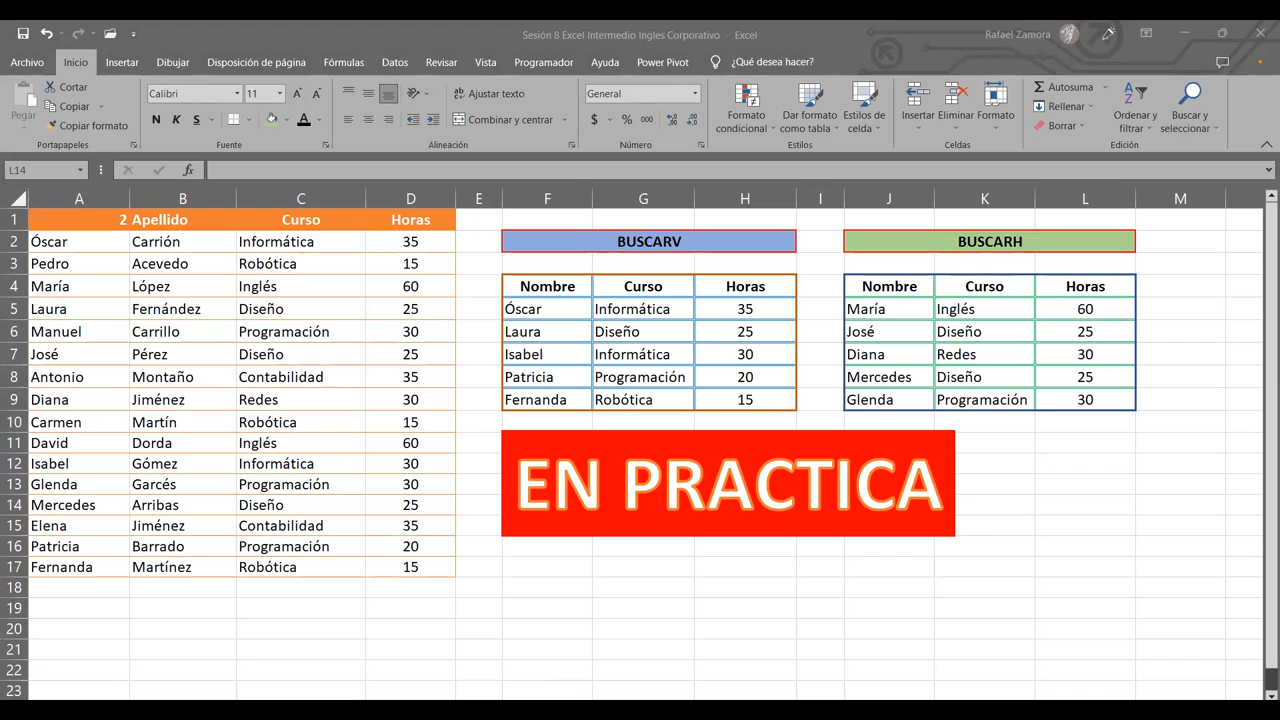 Sesión 8 Excel Intermedio Ingles Corporativo - Excel
Rafael Zamora
Archivo Inicio Insertar Dibujar Disposición de página Fórmulas Datos Revisar Vista Programador Ayuda Power Pivot ¿Qué desea hacer?
Pegar
Cortar
Copiar
Copiar formato
Portapapeles
Calibri 11
N K S
Fuente
Ajustar texto
Combinar y centrar
Alineación
General
$ % 000
Número
Formato condicional
Dar formato como tabla
Estilos de celda
Estilos
Insertar Eliminar Formato
Celdas
Autosuma
Rellenar
Borrar
Ordenar y filtrar
Buscar y seleccionar
Edición
L14 fx
A B C D E F G H I J K L M
1 2 Apellido Curso Horas
2 Óscar Carrión Informática 35 BUSCARV BUSCARH
3 Pedro Acevedo Robótica 15
4 María López Inglés 60 Nombre Curso Horas Nombre Curso Horas
5 Laura Fernández Diseño 25 Óscar Informática 35 María Inglés 60
6 Manuel Carrillo Programación 30 Laura Diseño 25 José Diseño 25
7 José Pérez Diseño 25 Isabel Informática 30 Diana Redes 30
8 Antonio Montaño Contabilidad 35 Patricia Programación 20 Mercedes Diseño 25
9 Diana Jiménez Redes 30 Fernanda Robótica 15 Glenda Programación 30
10 Carmen Martín Robótica 15
11 David Dorda Inglés 60
12 Isabel Gómez Informática 30
13 Glenda Garcés Programación 30
14 Mercedes Arribas Diseño 25
15 Elena Jiménez Contabilidad 35
16 Patricia Barrado Programación 20
17 Fernanda Martínez Robótica 15
EN PRACTICA
18
19
20
21
22
23